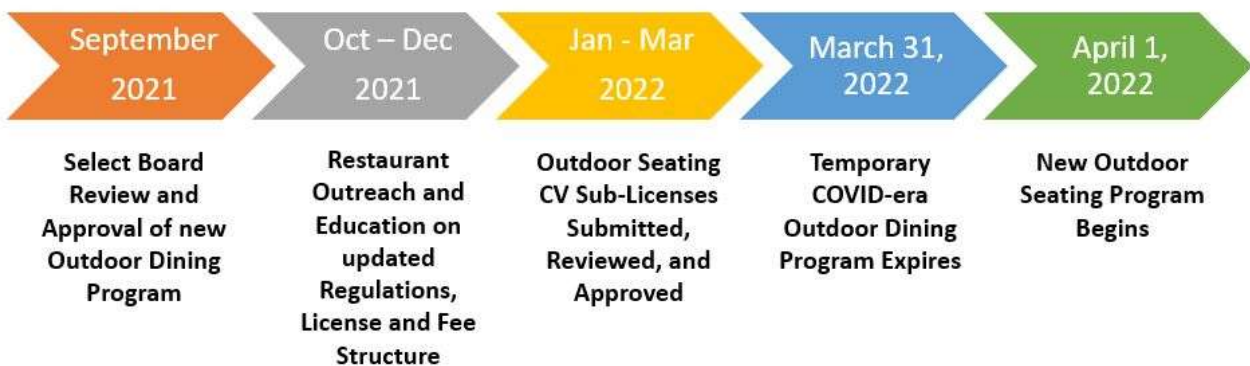 September
2021
Oct – Dec
2021
Jan - Mar
2022
March 31,
2022
April 1,
2022
Select Board
Review and
Approval of new
Outdoor Dining
Program
Restaurant
Outreach and
Education on
updated
Regulations,
License and Fee
Structure
Outdoor Seating
CV Sub-Licenses
Submitted,
Reviewed, and
Approved
Temporary
COVID-era
Outdoor Dining
Program Expires
New Outdoor
Seating Program
Begins